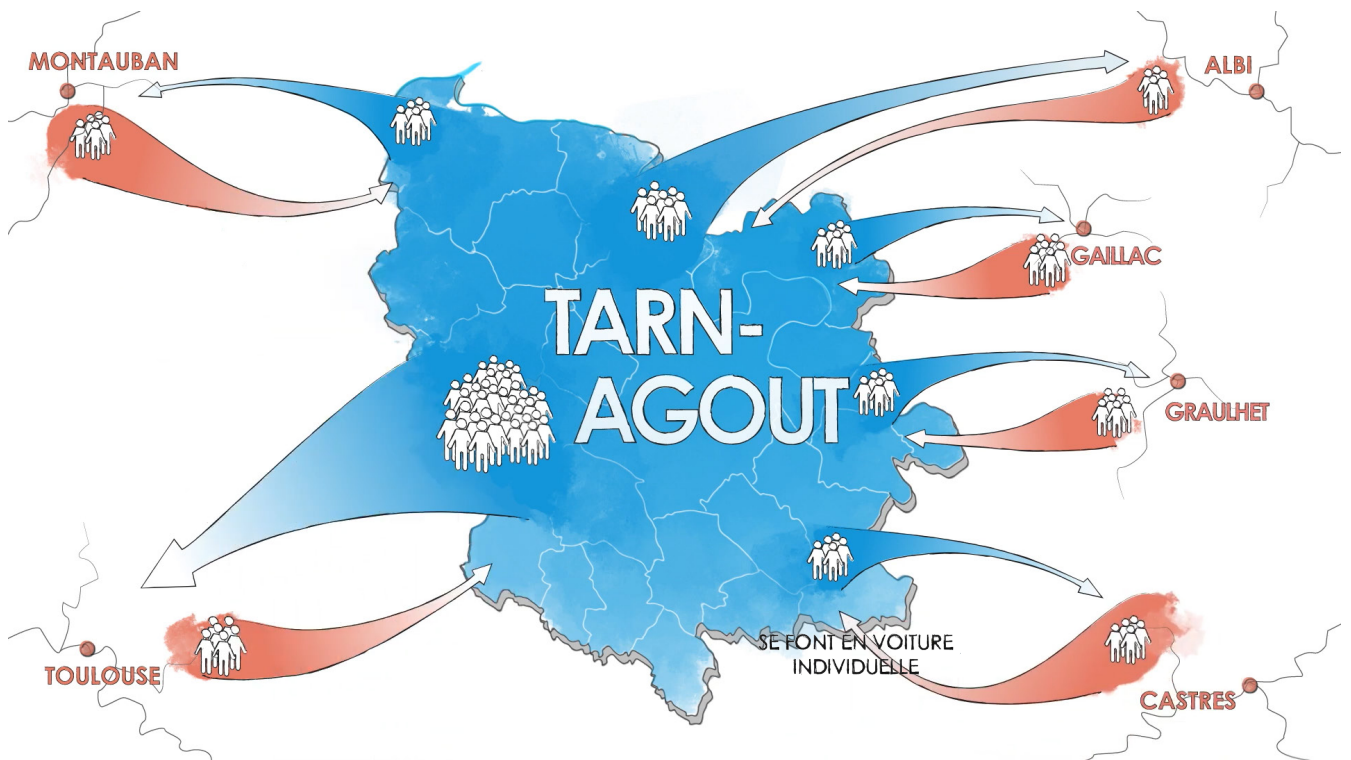 MONTAUBAN
ALBI
GAILLAC
TARN-
AGOUT
GRAULHET
SE FONT EN VOITURE
INDIVIDUELLE
TOULOUSE
CASTRES